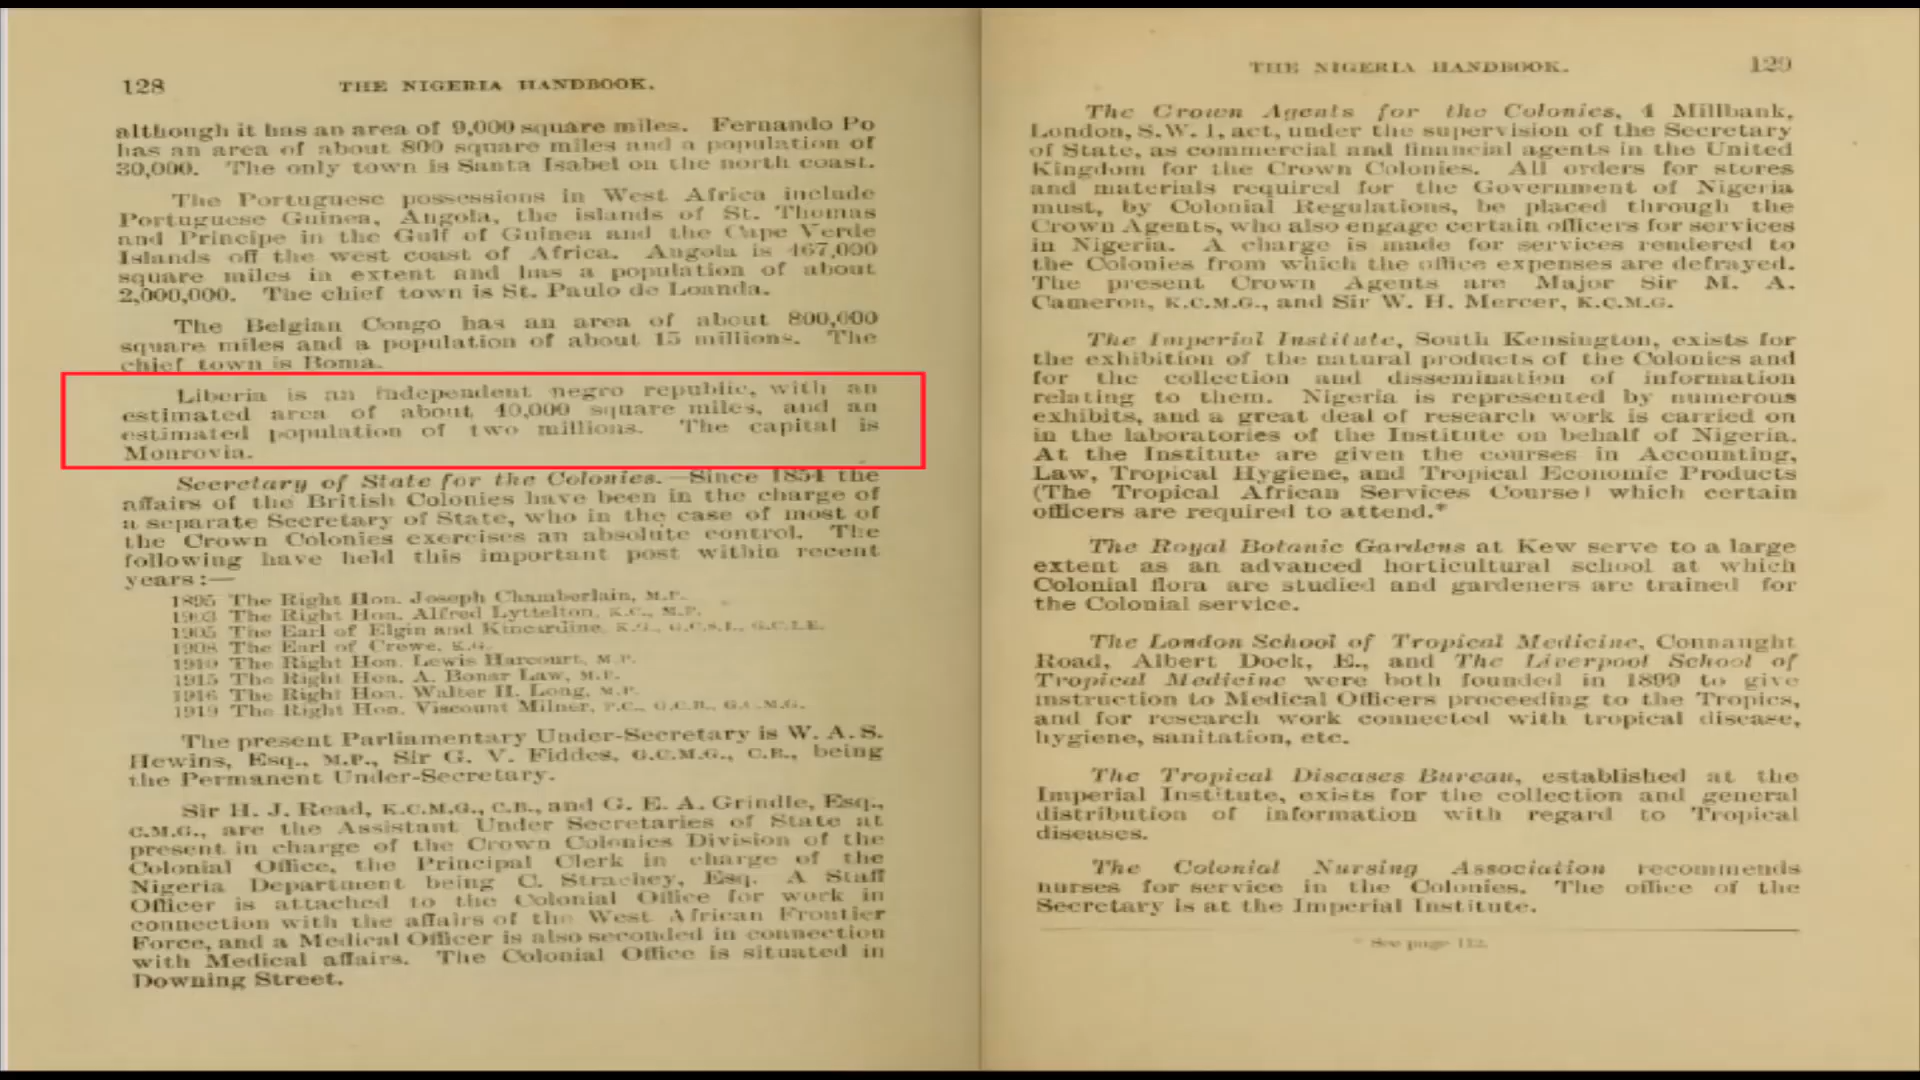 128 THE NIGERIA HANDBOOK.
although it has an area of 9,000 square miles. Fernando Po
has an area of about 800 square miles and a population of
30,000. The only town is Santa Isabel on the north coast.
The Portuguese possessions in West Africa include
Portuguese Guinea, Angola, the islands of St. Thomas
and Principe in the Gulf of Guinea and the Cape Verde
Islands off the west coast of Africa. Angola is 467,000
square miles in extent and has a population of about
2,000,000. The chief town is St. Paulo de Loanda.
The Belgian Congo has an area of about 800,000
square miles and a population of about 15 millions. The
chief town is Boma.
Liberia is an independent negro republic, with an
estimated area of about 40,000 square miles, and an
estimated population of two millions. The capital is
Monrovia.
Secretary of State for the Colonies.—Since 1854 the
affairs of the British Colonies have been in the charge of
a separate Secretary of State, who in the case of most of
the Crown Colonies exercises an absolute control. The
following have held this important post within recent
years:—
1895 The Right Hon. Joseph Chamberlain, M.P.
1903 The Right Hon. Alfred Lyttelton, K.C., M.P.
1905 The Earl of Elgin and Kincardine, K.G., G.C.S.I., G.C.I.E.
1908 The Earl of Crewe, K.G.
1910 The Right Hon. Lewis Harcourt, M.P.
1915 The Right Hon. A. Bonar Law, M.P.
1916 The Right Hon. Walter H. Long, M.P.
1919 The Right Hon. Viscount Milner, P.C., G.C.B., G.C.M.G.
The present Parliamentary Under-Secretary is W. A. S.
Hewins, Esq., M.P., Sir G. V. Fiddes, G.C.M.G., C.B., being
the Permanent Under-Secretary.
Sir H. J. Read, K.C.M.G., C.B., and G. E. A. Grindle, Esq.,
C.M.G., are the Assistant Under Secretaries of State at
present in charge of the Crown Colonies Division of the
Colonial Office, the Principal Clerk in charge of the
Nigeria Department being C. Strachey, Esq. A Staff
Officer is attached to the Colonial Office for work in
connection with the affairs of the West African Frontier
Force, and a Medical Officer is also seconded in connection
with Medical affairs. The Colonial Office is situated in
Downing Street.
THE NIGERIA HANDBOOK. 129
The Crown Agents for the Colonies, 4 Millbank,
London, S.W. 1, act, under the supervision of the Secretary
of State, as commercial and financial agents in the United
Kingdom for the Crown Colonies. All orders for stores
and materials required for the Government of Nigeria
must, by Colonial Regulations, be placed through the
Crown Agents, who also engage certain officers for services
in Nigeria. A charge is made for services rendered to
the Colonies from which the office expenses are defrayed.
The present Crown Agents are Major Sir M. A.
Cameron, K.C.M.G., and Sir W. H. Mercer, K.C.M.G.
The Imperial Institute, South Kensington, exists for
the exhibition of the natural products of the Colonies and
for the collection and dissemination of information
relating to them. Nigeria is represented by numerous
exhibits, and a great deal of research work is carried on
in the laboratories of the Institute on behalf of Nigeria.
At the Institute are given the courses in Accounting,
Law, Tropical Hygiene, and Tropical Economic Products
(The Tropical African Services Course) which certain
officers are required to attend.*
The Royal Botanic Gardens at Kew serve to a large
extent as an advanced horticultural school at which
Colonial flora are studied and gardeners are trained for
the Colonial service.
The London School of Tropical Medicine, Connaught
Road, Albert Dock, E., and The Liverpool School of
Tropical Medicine were both founded in 1899 to give
instruction to Medical Officers proceeding to the Tropics,
and for research work connected with tropical disease,
hygiene, sanitation, etc.
The Tropical Diseases Bureau, established at the
Imperial Institute, exists for the collection and general
distribution of information with regard to Tropical
diseases.
The Colonial Nursing Association recommends
nurses for service in the Colonies. The office of the
Secretary is at the Imperial Institute.
* See page 112.